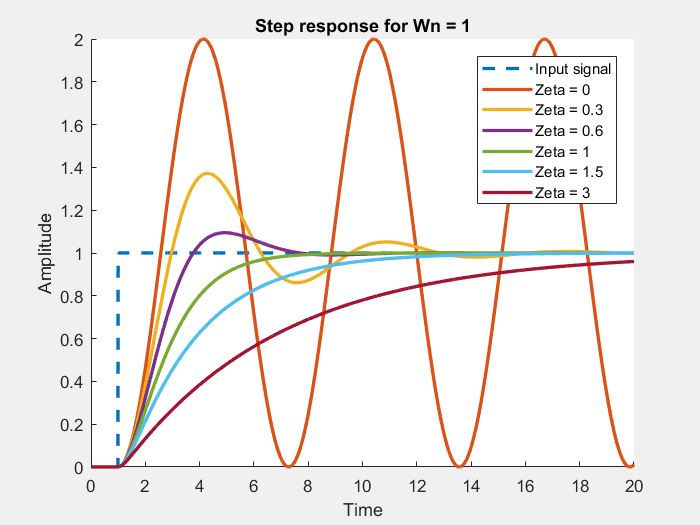 Step response for Wn = 1
Amplitude
2
1.8
1.6
1.4
1.2
1
0.8
0.6
0.4
0.2
0
Input signal
Zeta = 0
Zeta = 0.3
Zeta = 0.6
Zeta = 1
Zeta = 1.5
Zeta = 3
0 2 4 6 8 10 12 14 16 18 20
Time